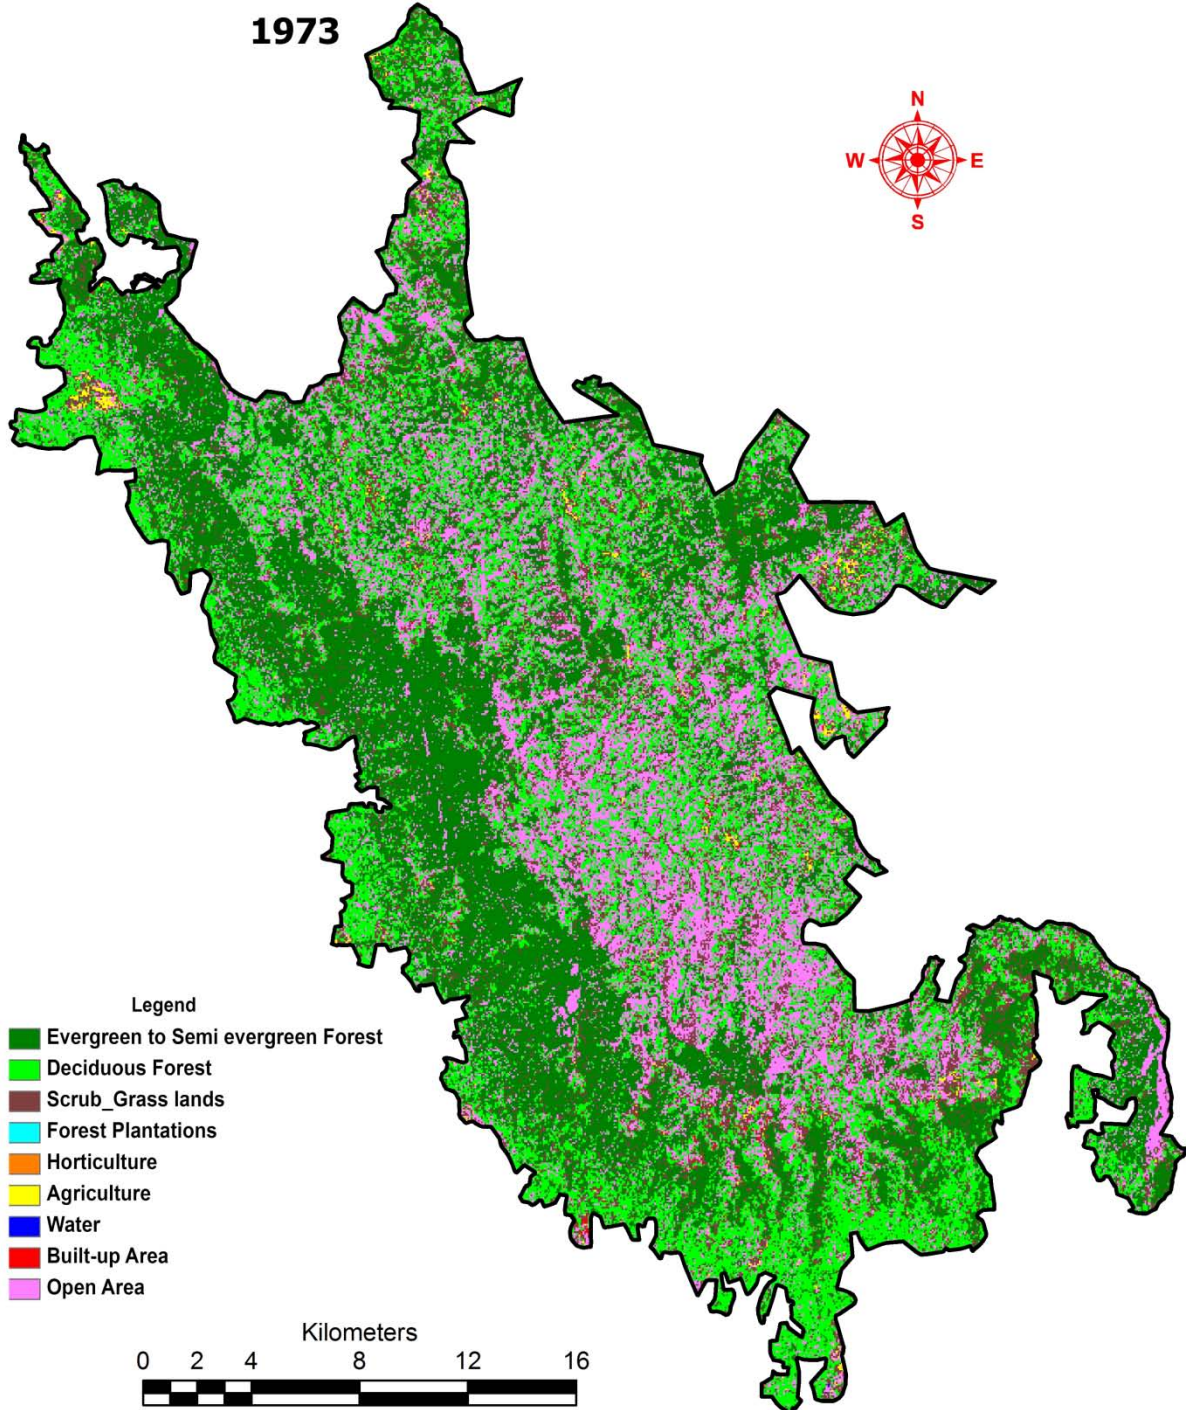 1973
N
W E
S
Legend
Evergreen to Semi evergreen Forest
Deciduous Forest
Scrub_Grass lands
Forest Plantations
Horticulture
Agriculture
Water
Built-up Area
Open Area
Kilometers
0 2 4 8 12 16